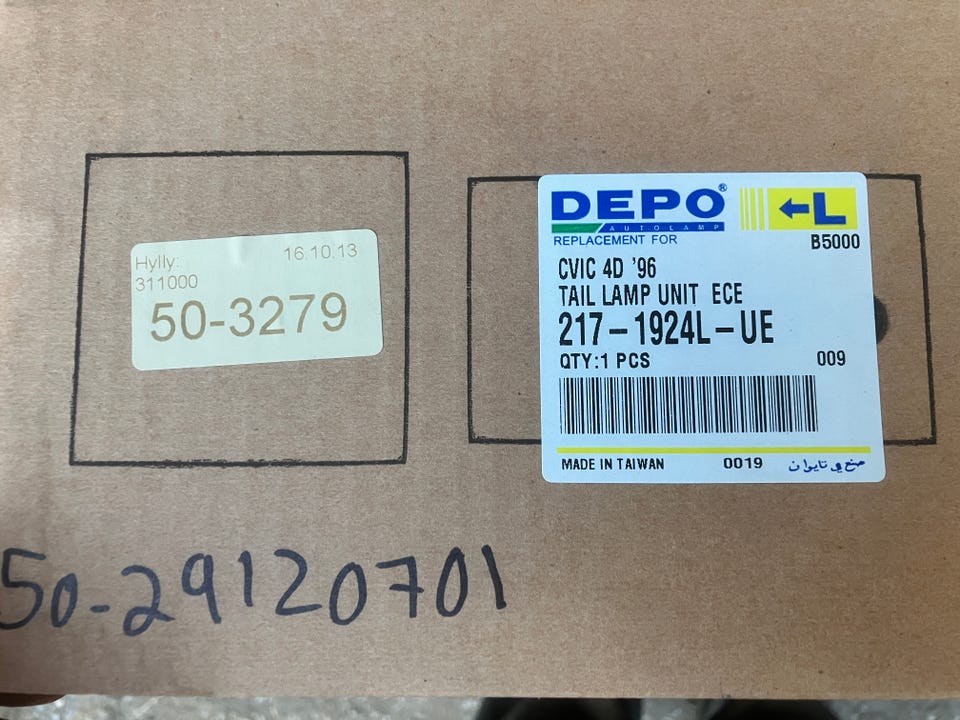 Hylly: 16.10.13
311000
50-3279
DEPO® ←L
AUTOLAMP
REPLACEMENT FOR B5000
CVIC 4D '96
TAIL LAMP UNIT ECE
217-1924L-UE
QTY:1 PCS 009
MADE IN TAIWAN 0019 صنع في تايوان
50-29120701